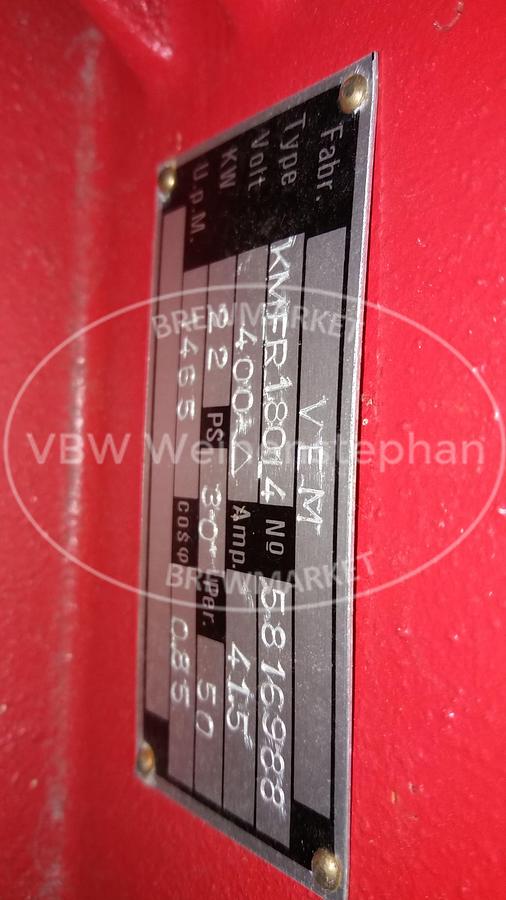 Fabr. VEM
Type KMER180L4 No 5816988
Volt 400 △ Amp. 41,5
KW 22 PS 30 Per. 50
U.p.M. 1465 cos φ 0.85
BREWMARKET
VBW Weihenstephan
BREWMARKET